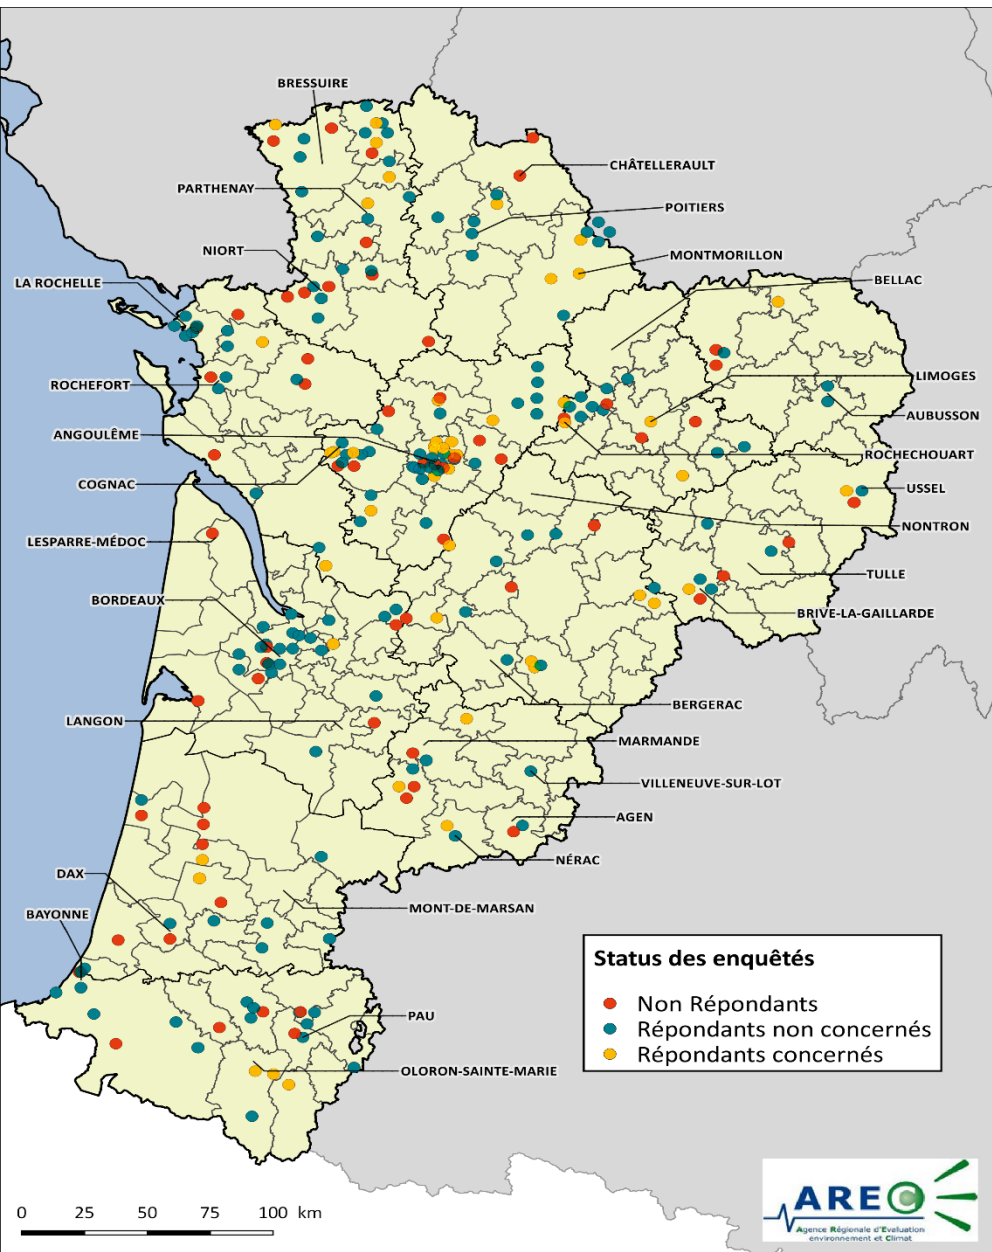 BRESSUIRE
CHÂTELLERAULT
PARTHENAY
POITIERS
NIORT
MONTMORILLON
LA ROCHELLE
BELLAC
ROCHEFORT
LIMOGES
AUBUSSON
ANGOULÊME
ROCHECHOUART
COGNAC
USSEL
NONTRON
LESPARRE-MÉDOC
TULLE
BORDEAUX
BRIVE-LA-GAILLARDE
BERGERAC
LANGON
MARMANDE
VILLENEUVE-SUR-LOT
AGEN
NÉRAC
DAX
MONT-DE-MARSAN
BAYONNE
PAU
OLORON-SAINTE-MARIE
Status des enquêtés
Non Répondants
Répondants non concernés
Répondants concernés
0 25 50 75 100 km
AREC
Agence Régionale d'Evaluation
environnement et Climat